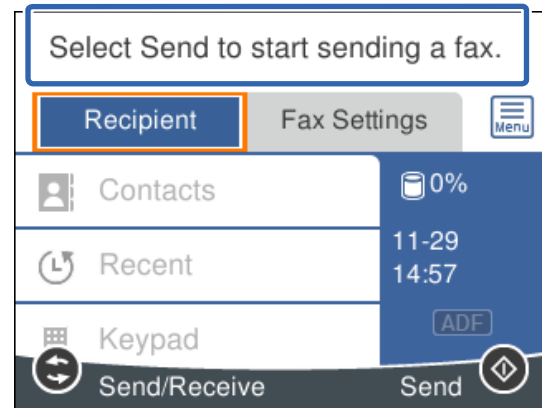 Select Send to start sending a fax.
Recipient
Fax Settings
Menu
Contacts
0%
Recent
11-29
14:57
Keypad
ADF
Send/Receive
Send